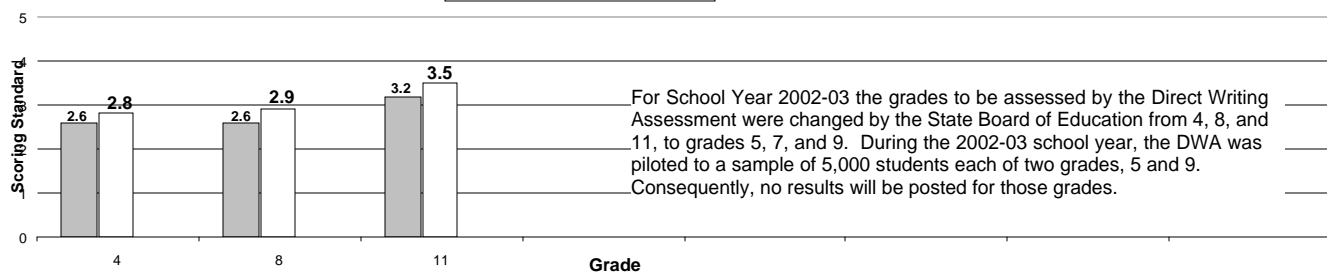 5
4
3
2
1
0
Scoring Standard
2.6
2.8
2.6
2.9
3.2
3.5
For School Year 2002-03 the grades to be assessed by the Direct Writing
Assessment were changed by the State Board of Education from 4, 8, and
11, to grades 5, 7, and 9. During the 2002-03 school year, the DWA was
piloted to a sample of 5,000 students each of two grades, 5 and 9.
Consequently, no results will be posted for those grades.
4
8
11
Grade